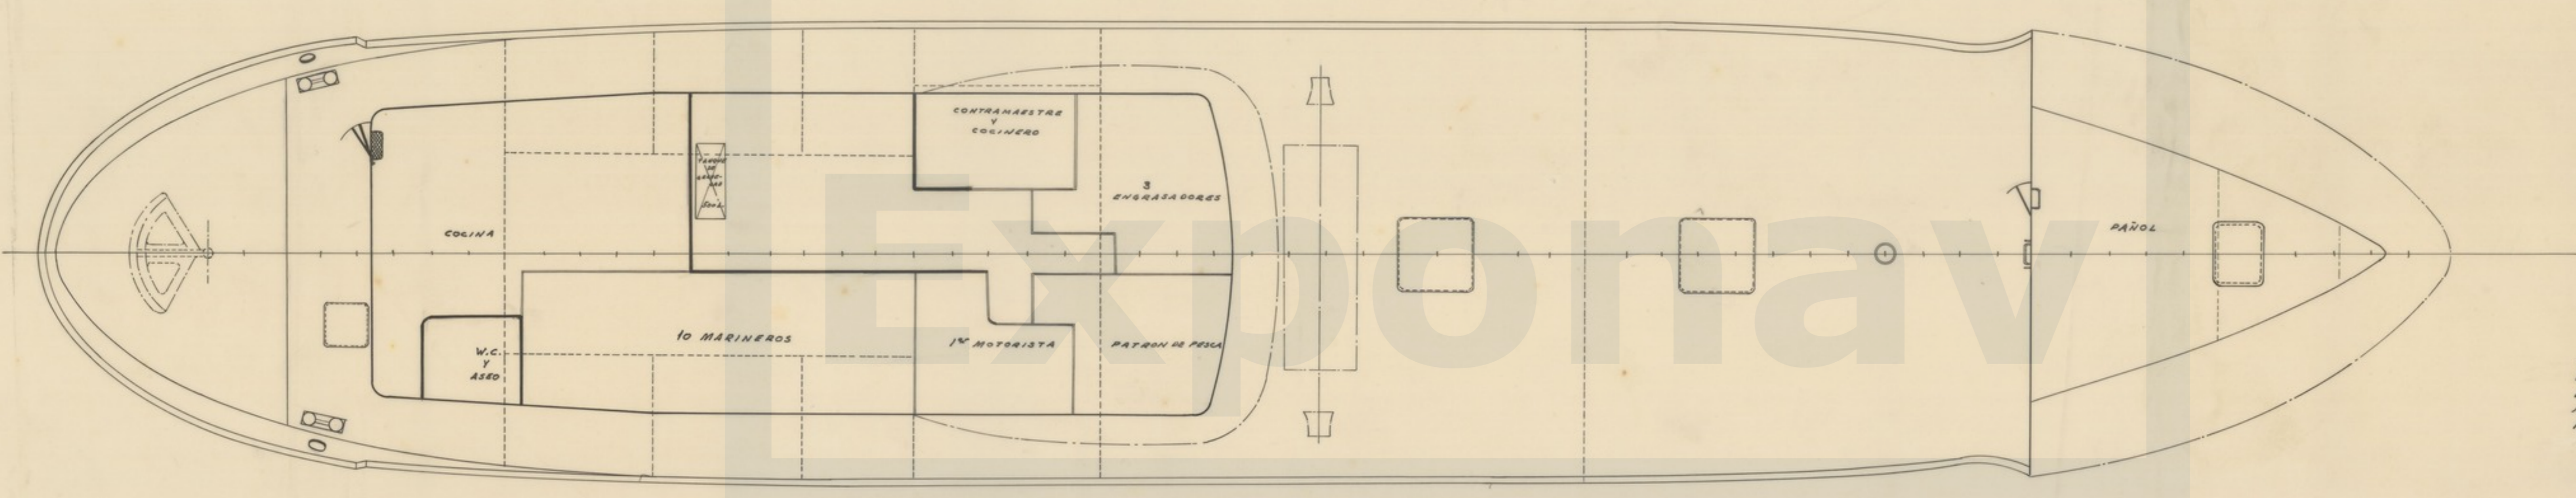 CONTRAMAESTRE
Y
COCINERO
3
ENGRASADORES
COCINA
PAÑOL
10 MARINEROS
1er MOTORISTA
PATRON DE PESCA
W.C.
Y
ASEO
Exponav